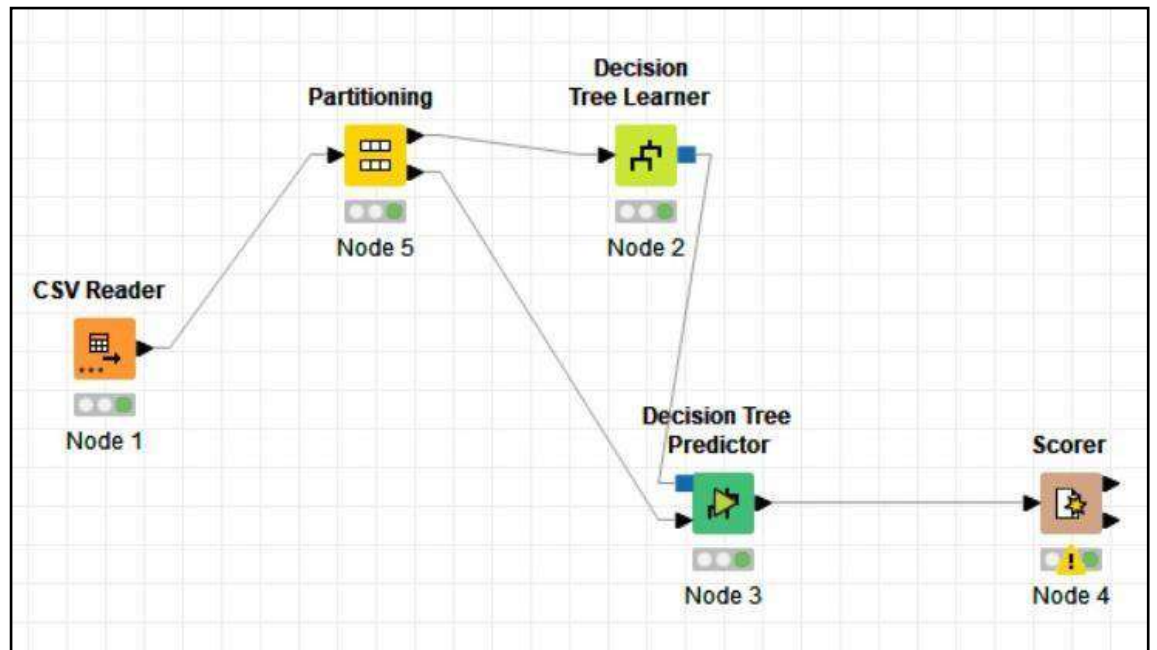 Decision
Tree Learner
Partitioning
Node 5
Node 2
CSV Reader
Node 1
Decision Tree
Predictor
Scorer
Node 3
Node 4